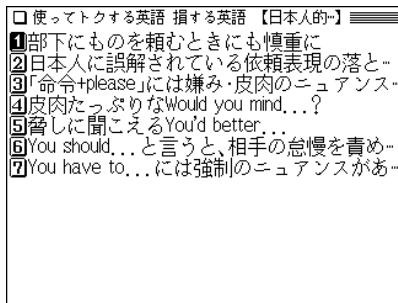 □ 使ってトクする英語 損する英語 【日本人的…】
1 部下にものを頼むときにも慎重に
2 日本人に誤解されている依頼表現の落と…
3 「命令+please」には嫌み・皮肉のニュアンス…
4 皮肉たっぷりなWould you mind...?
5 脅しに聞こえるYou'd better...
6 You should...と言うと、相手の怠慢を責め…
7 You have to...には強制のニュアンスがあ…